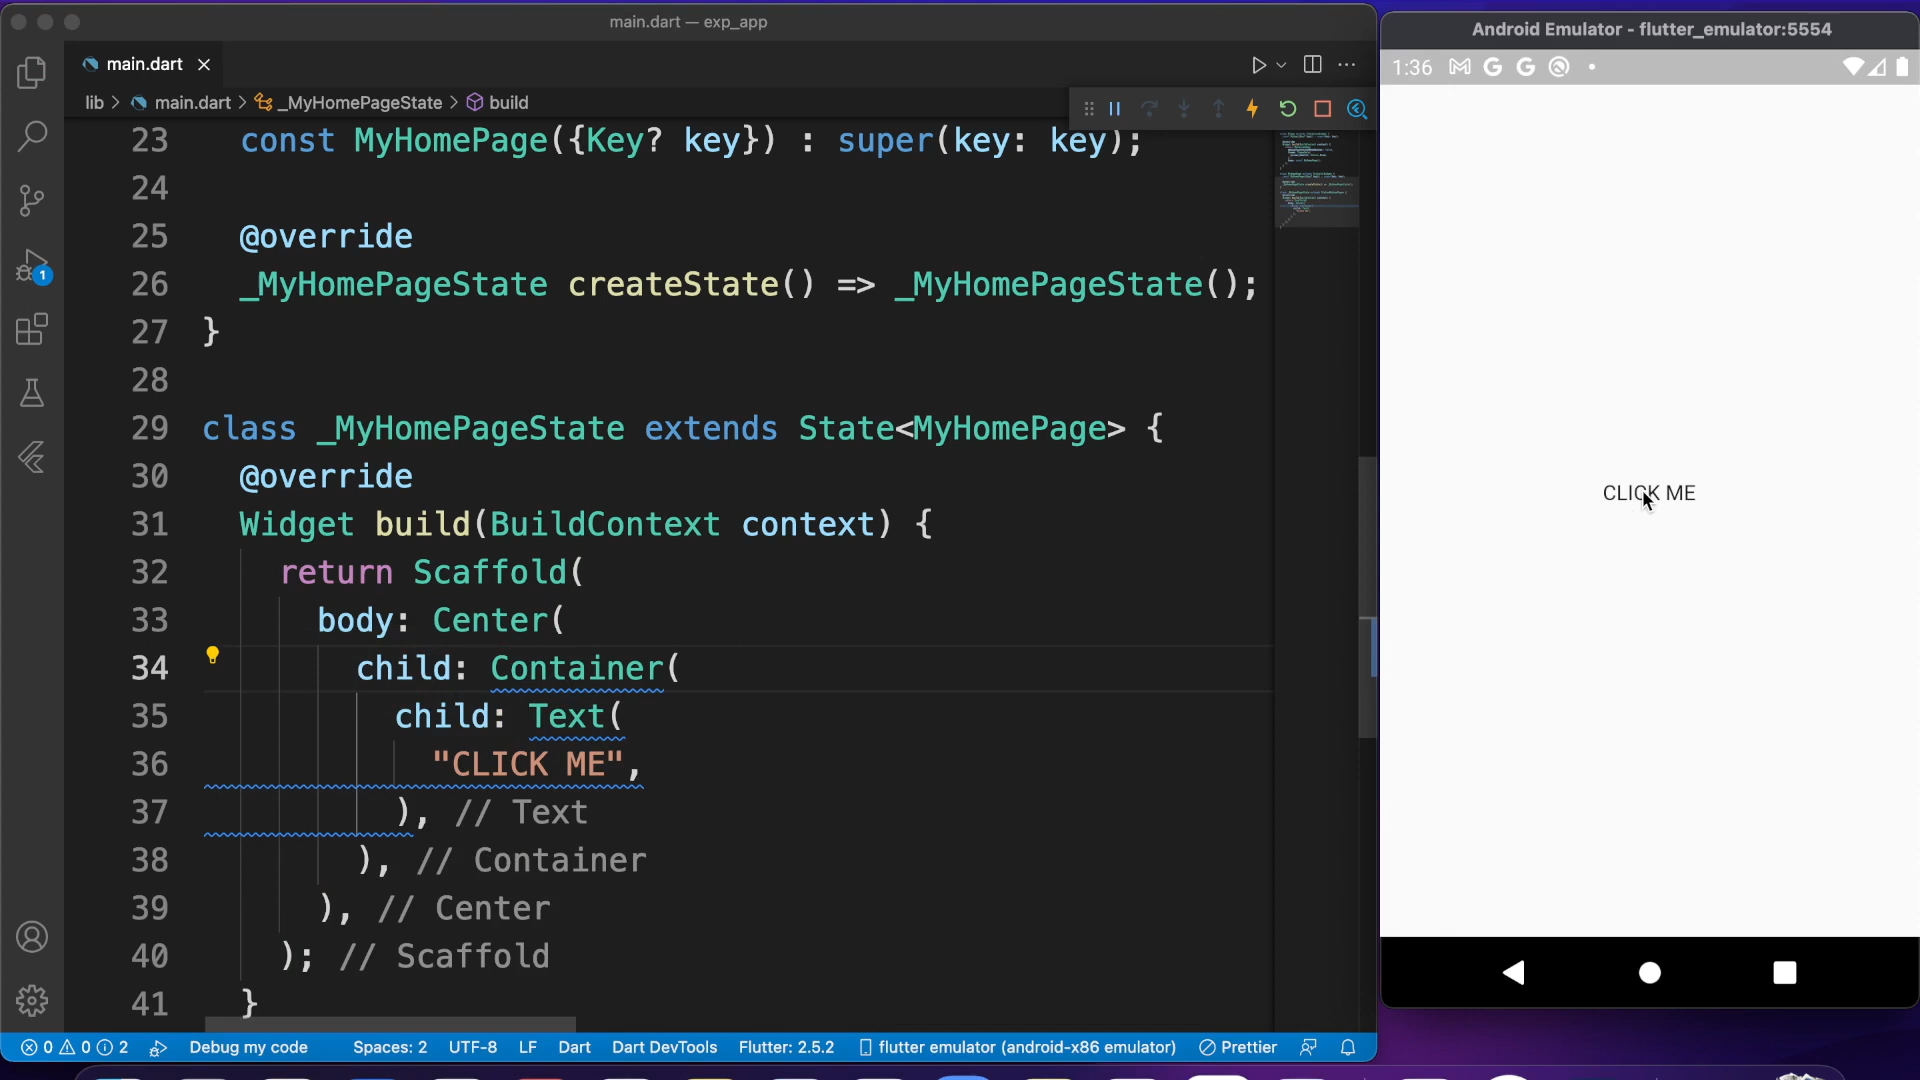 main.dart — exp_app
main.dart
lib > main.dart > _MyHomePageState > build
23 const MyHomePage({Key? key}) : super(key: key);
24
25 @override
26 _MyHomePageState createState() => _MyHomePageState();
27 }
28
29 class _MyHomePageState extends State<MyHomePage> {
30 @override
31 Widget build(BuildContext context) {
32 return Scaffold(
33 body: Center(
34 child: Container(
35 child: Text(
36 "CLICK ME",
37 ), // Text
38 ), // Container
39 ), // Center
40 ); // Scaffold
41 }
1
0 0 2 Debug my code Spaces: 2 UTF-8 LF Dart Dart DevTools Flutter: 2.5.2 flutter emulator (android-x86 emulator) Prettier
Android Emulator - flutter_emulator:5554
1:36
CLICK ME